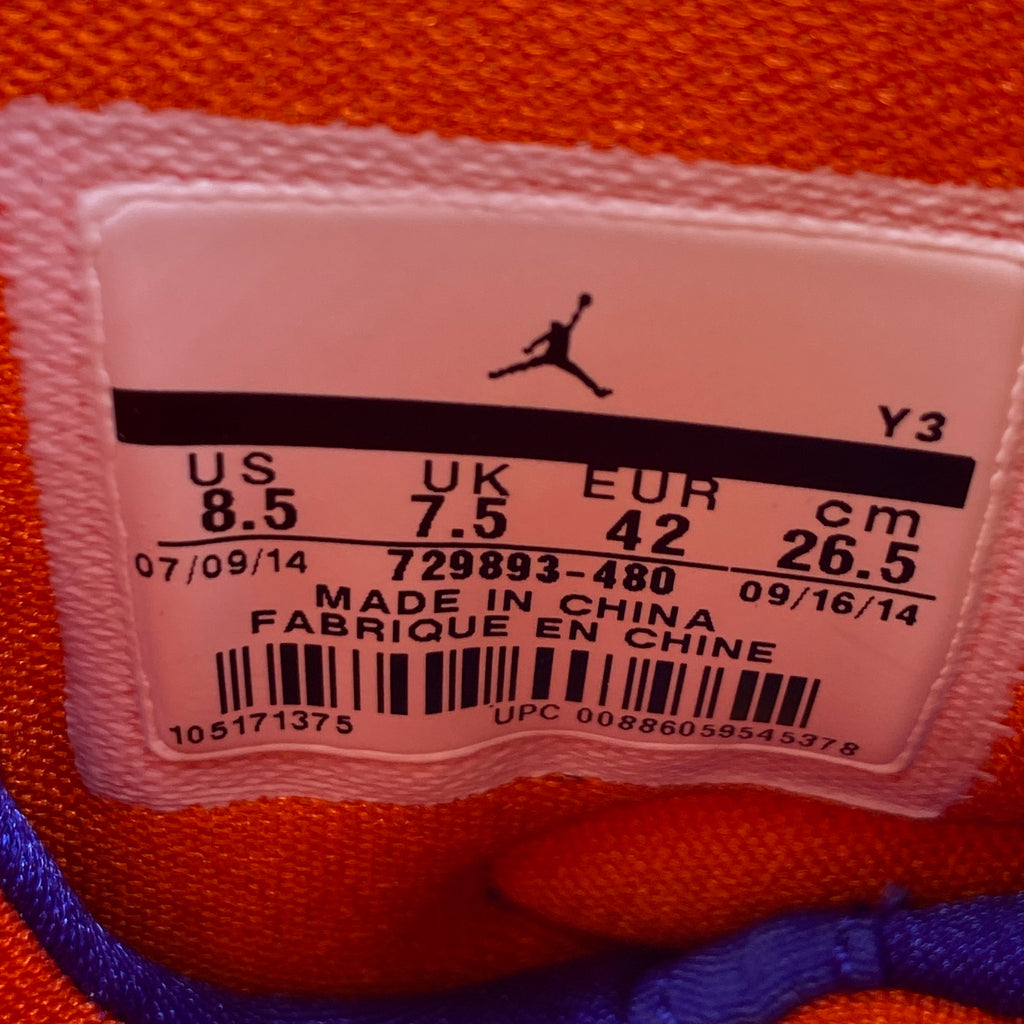 Y3
US UK EUR cm
8.5 7.5 42 26.5
07/09/14 729893-480 09/16/14
MADE IN CHINA
FABRIQUE EN CHINE
105171375 UPC 00886059545378